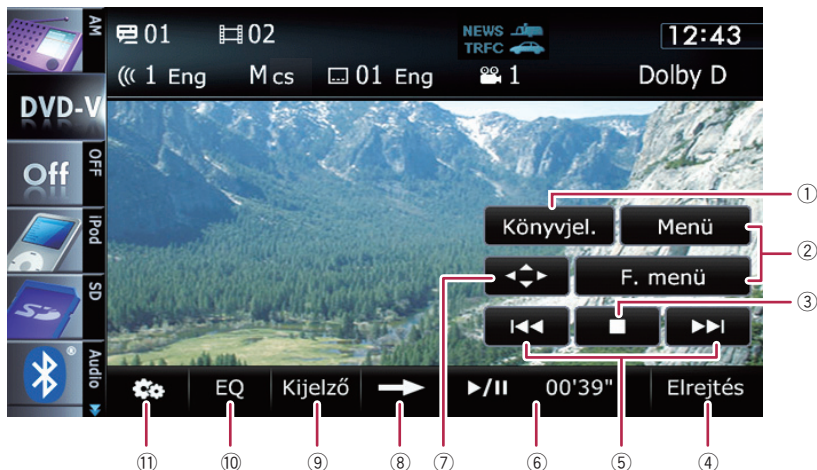 AM
01 02 NEWS 12:43
TRFC
1 Eng Mcs 01 Eng 1 Dolby D
DVD-V
Off
OFF
iPod
SD
Audio
Könyvjel. Menü
F. menü
EQ Kijelző ►/II 00'39" Elrejtés
①
②
③
⑪ ⑩ ⑨ ⑧ ⑦ ⑥ ⑤ ④